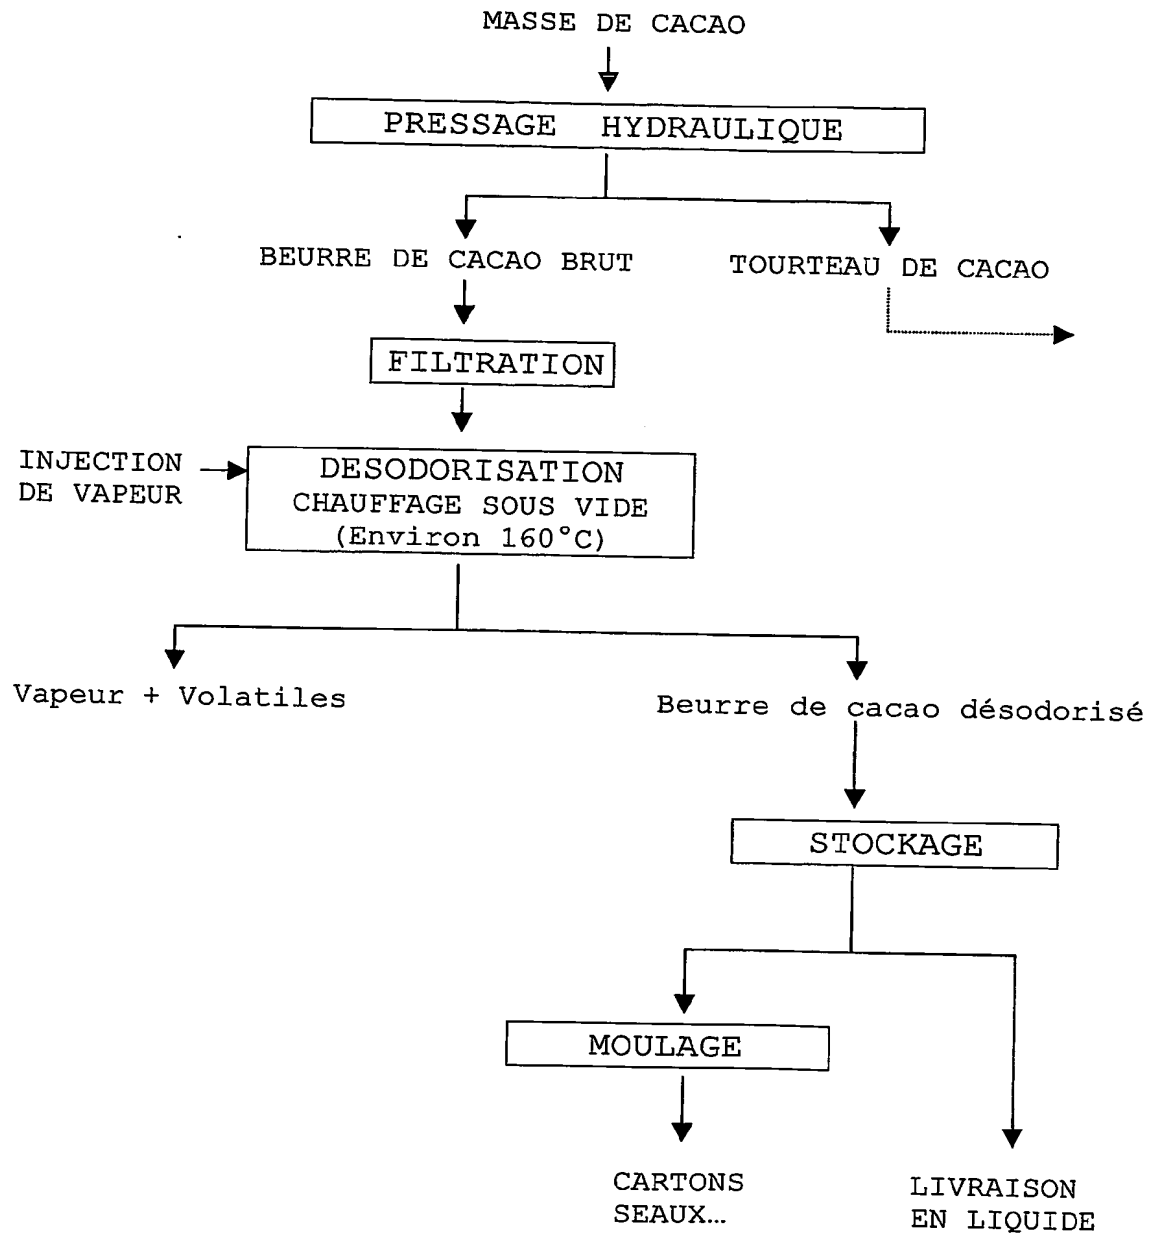 MASSE DE CACAO
PRESSAGE HYDRAULIQUE
BEURRE DE CACAO BRUT
TOURTEAU DE CACAO
FILTRATION
INJECTION
DE VAPEUR
DESODORISATION
CHAUFFAGE SOUS VIDE
(Environ 160°C)
Vapeur + Volatiles
Beurre de cacao désodorisé
STOCKAGE
MOULAGE
CARTONS
SEAUX…
LIVRAISON
EN LIQUIDE